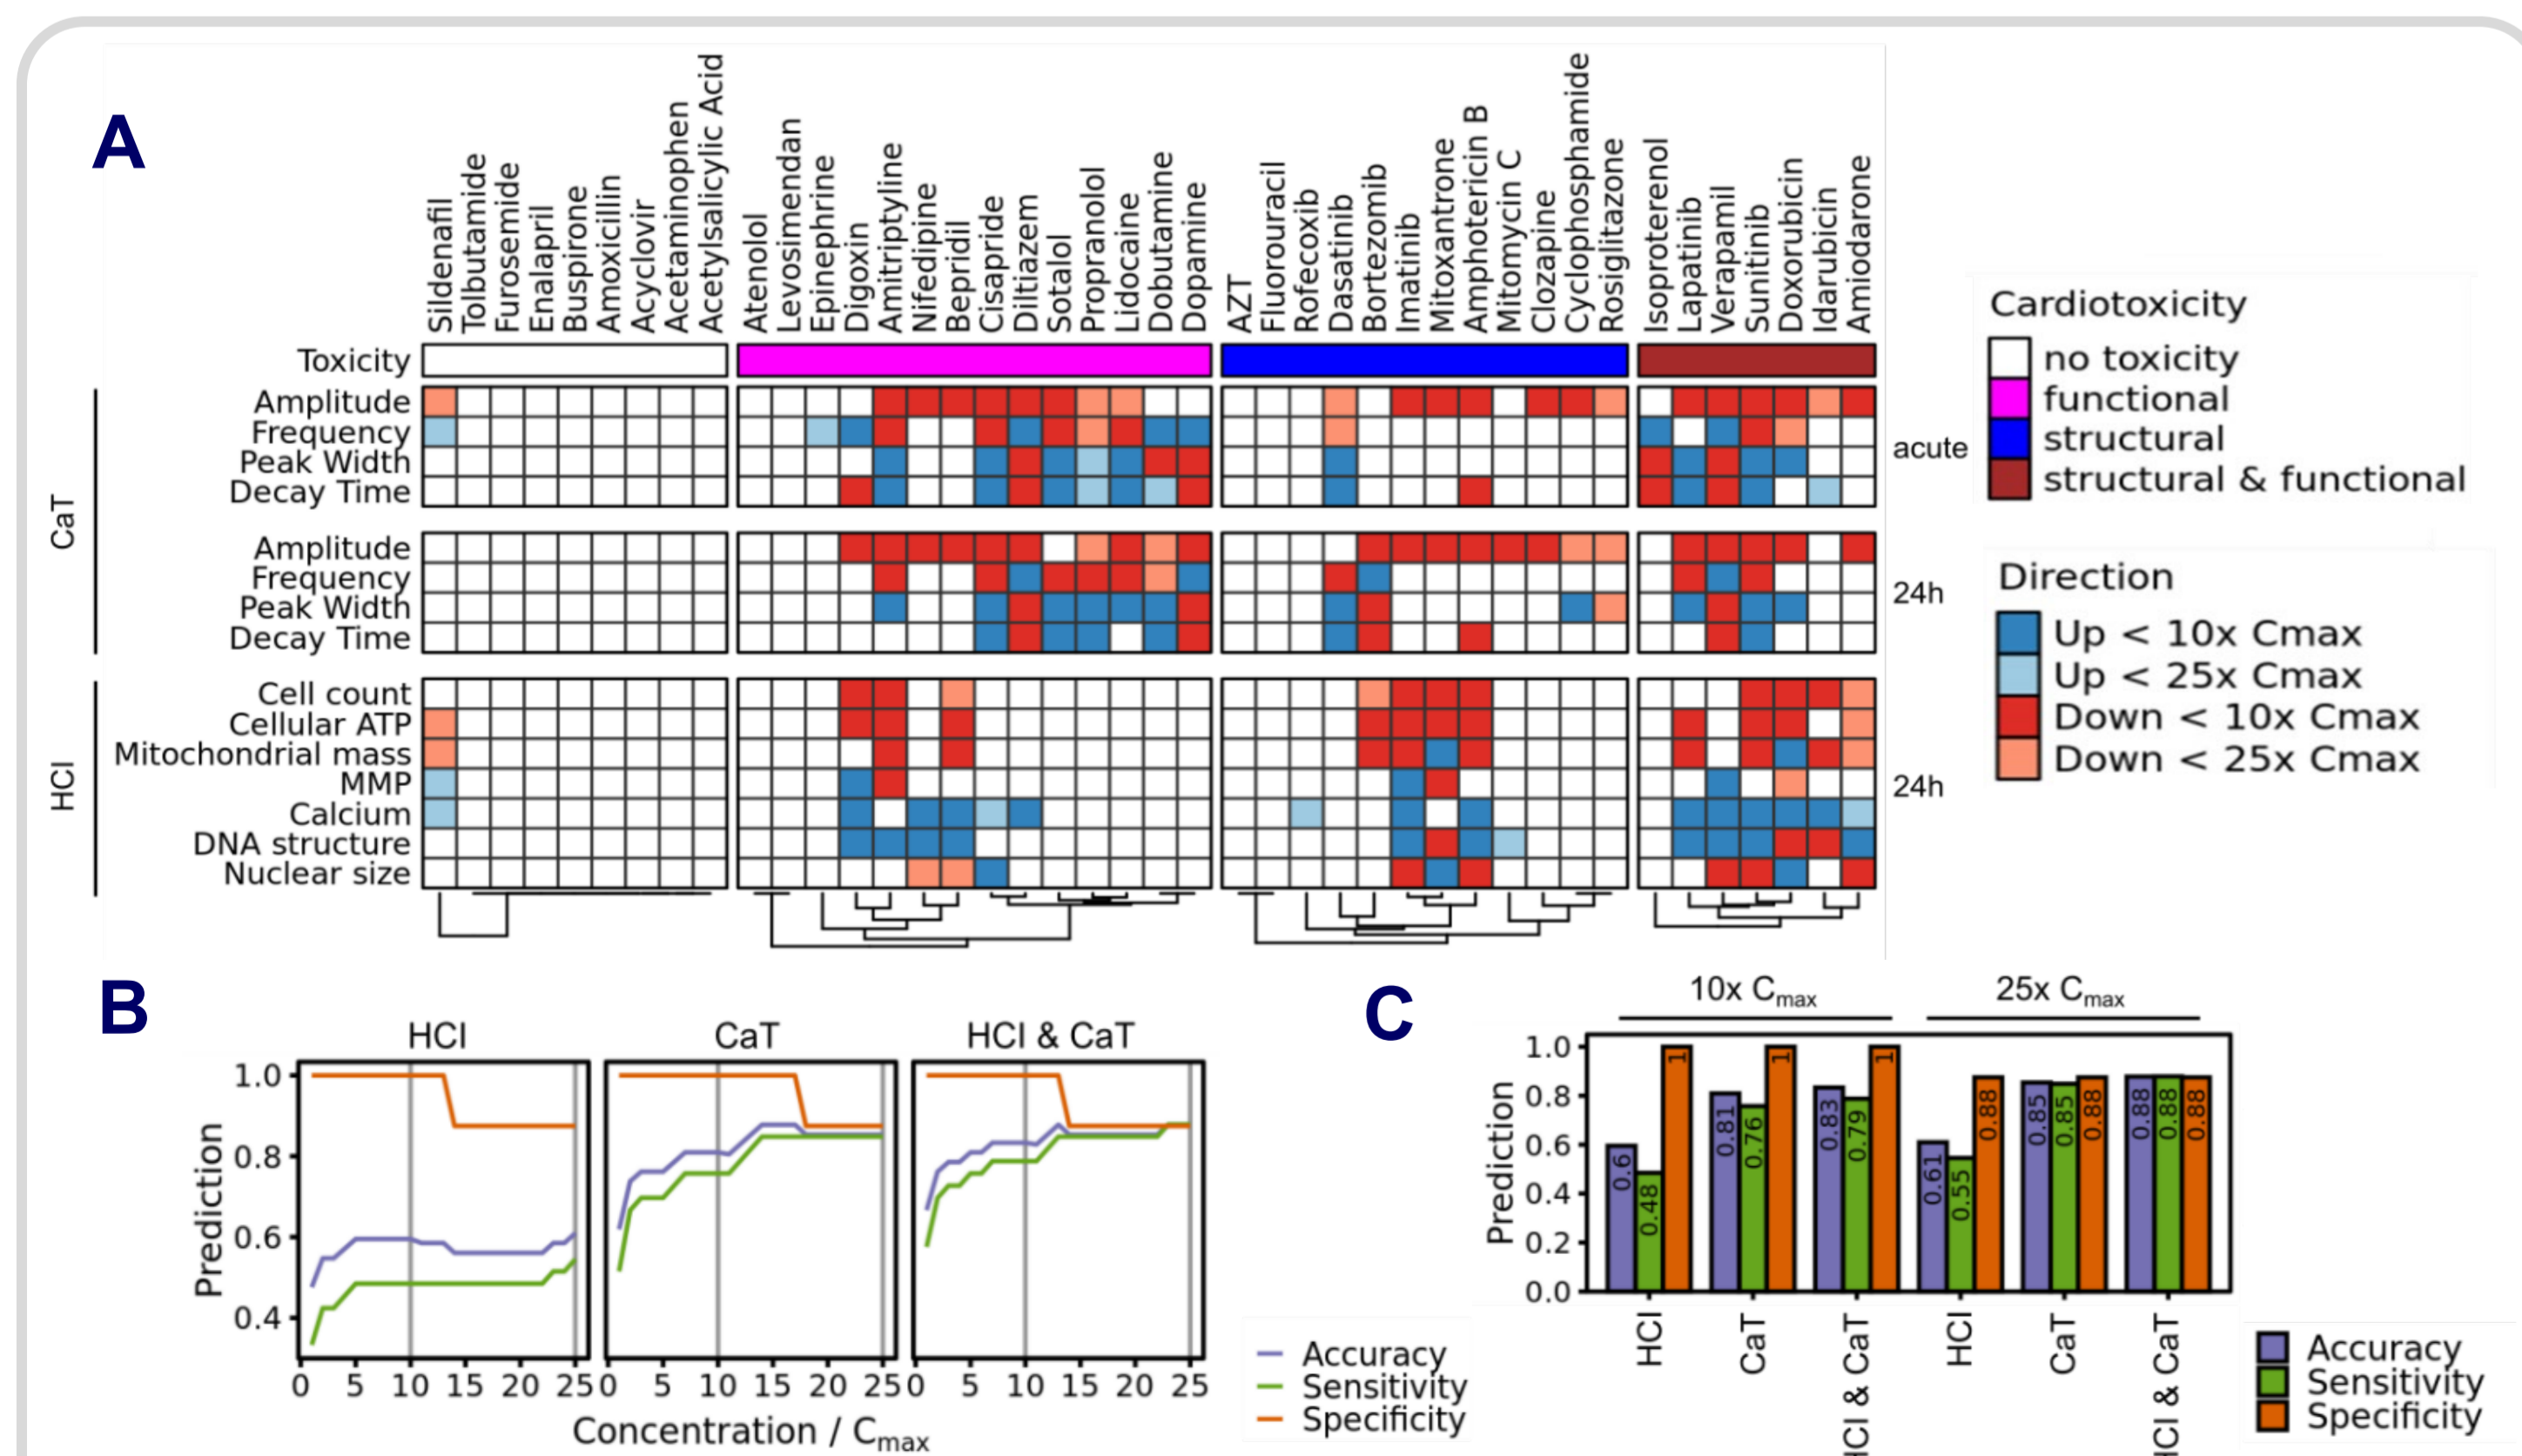 A
Sildenafil
Tolbutamide
Furosemide
Enalapril
Buspirone
Amoxicillin
Acyclovir
Acetaminophen
Acetylsalicylic Acid
Atenolol
Levosimendan
Epinephrine
Digoxin
Amitriptyline
Nifedipine
Bepridil
Cisapride
Diltiazem
Sotalol
Propranolol
Lidocaine
Dobutamine
Dopamine
AZT
Fluorouracil
Rofecoxib
Dasatinib
Bortezomib
Imatinib
Mitoxantrone
Amphotericin B
Mitomycin C
Clozapine
Cyclophosphamide
Rosiglitazone
Isoproterenol
Lapatinib
Verapamil
Sunitinib
Doxorubicin
Idarubicin
Amiodarone
Toxicity
CaT
Amplitude
Frequency
Peak Width
Decay Time
acute
Amplitude
Frequency
Peak Width
Decay Time
24h
HCI
Cell count
Cellular ATP
Mitochondrial mass
MMP
Calcium
DNA structure
Nuclear size
24h
Cardiotoxicity
no toxicity
functional
structural
structural & functional
Direction
Up < 10x Cmax
Up < 25x Cmax
Down < 10x Cmax
Down < 25x Cmax
B
HCI
CaT
HCI & CaT
Prediction
1.0
0.8
0.6
0.4
0 5 10 15 20 25
0 5 10 15 20 25
0 5 10 15 20 25
Concentration / Cmax
Accuracy
Sensitivity
Specificity
C
10x Cmax
25x Cmax
Prediction
1.0
0.8
0.6
0.4
0.2
0.0
0.6
0.48
1
0.81
0.76
1
0.83
0.79
1
0.61
0.55
0.88
0.85
0.85
0.88
0.88
0.88
0.88
HCI
CaT
& CaT
HCI
CaT
& CaT
Accuracy
Sensitivity
Specificity